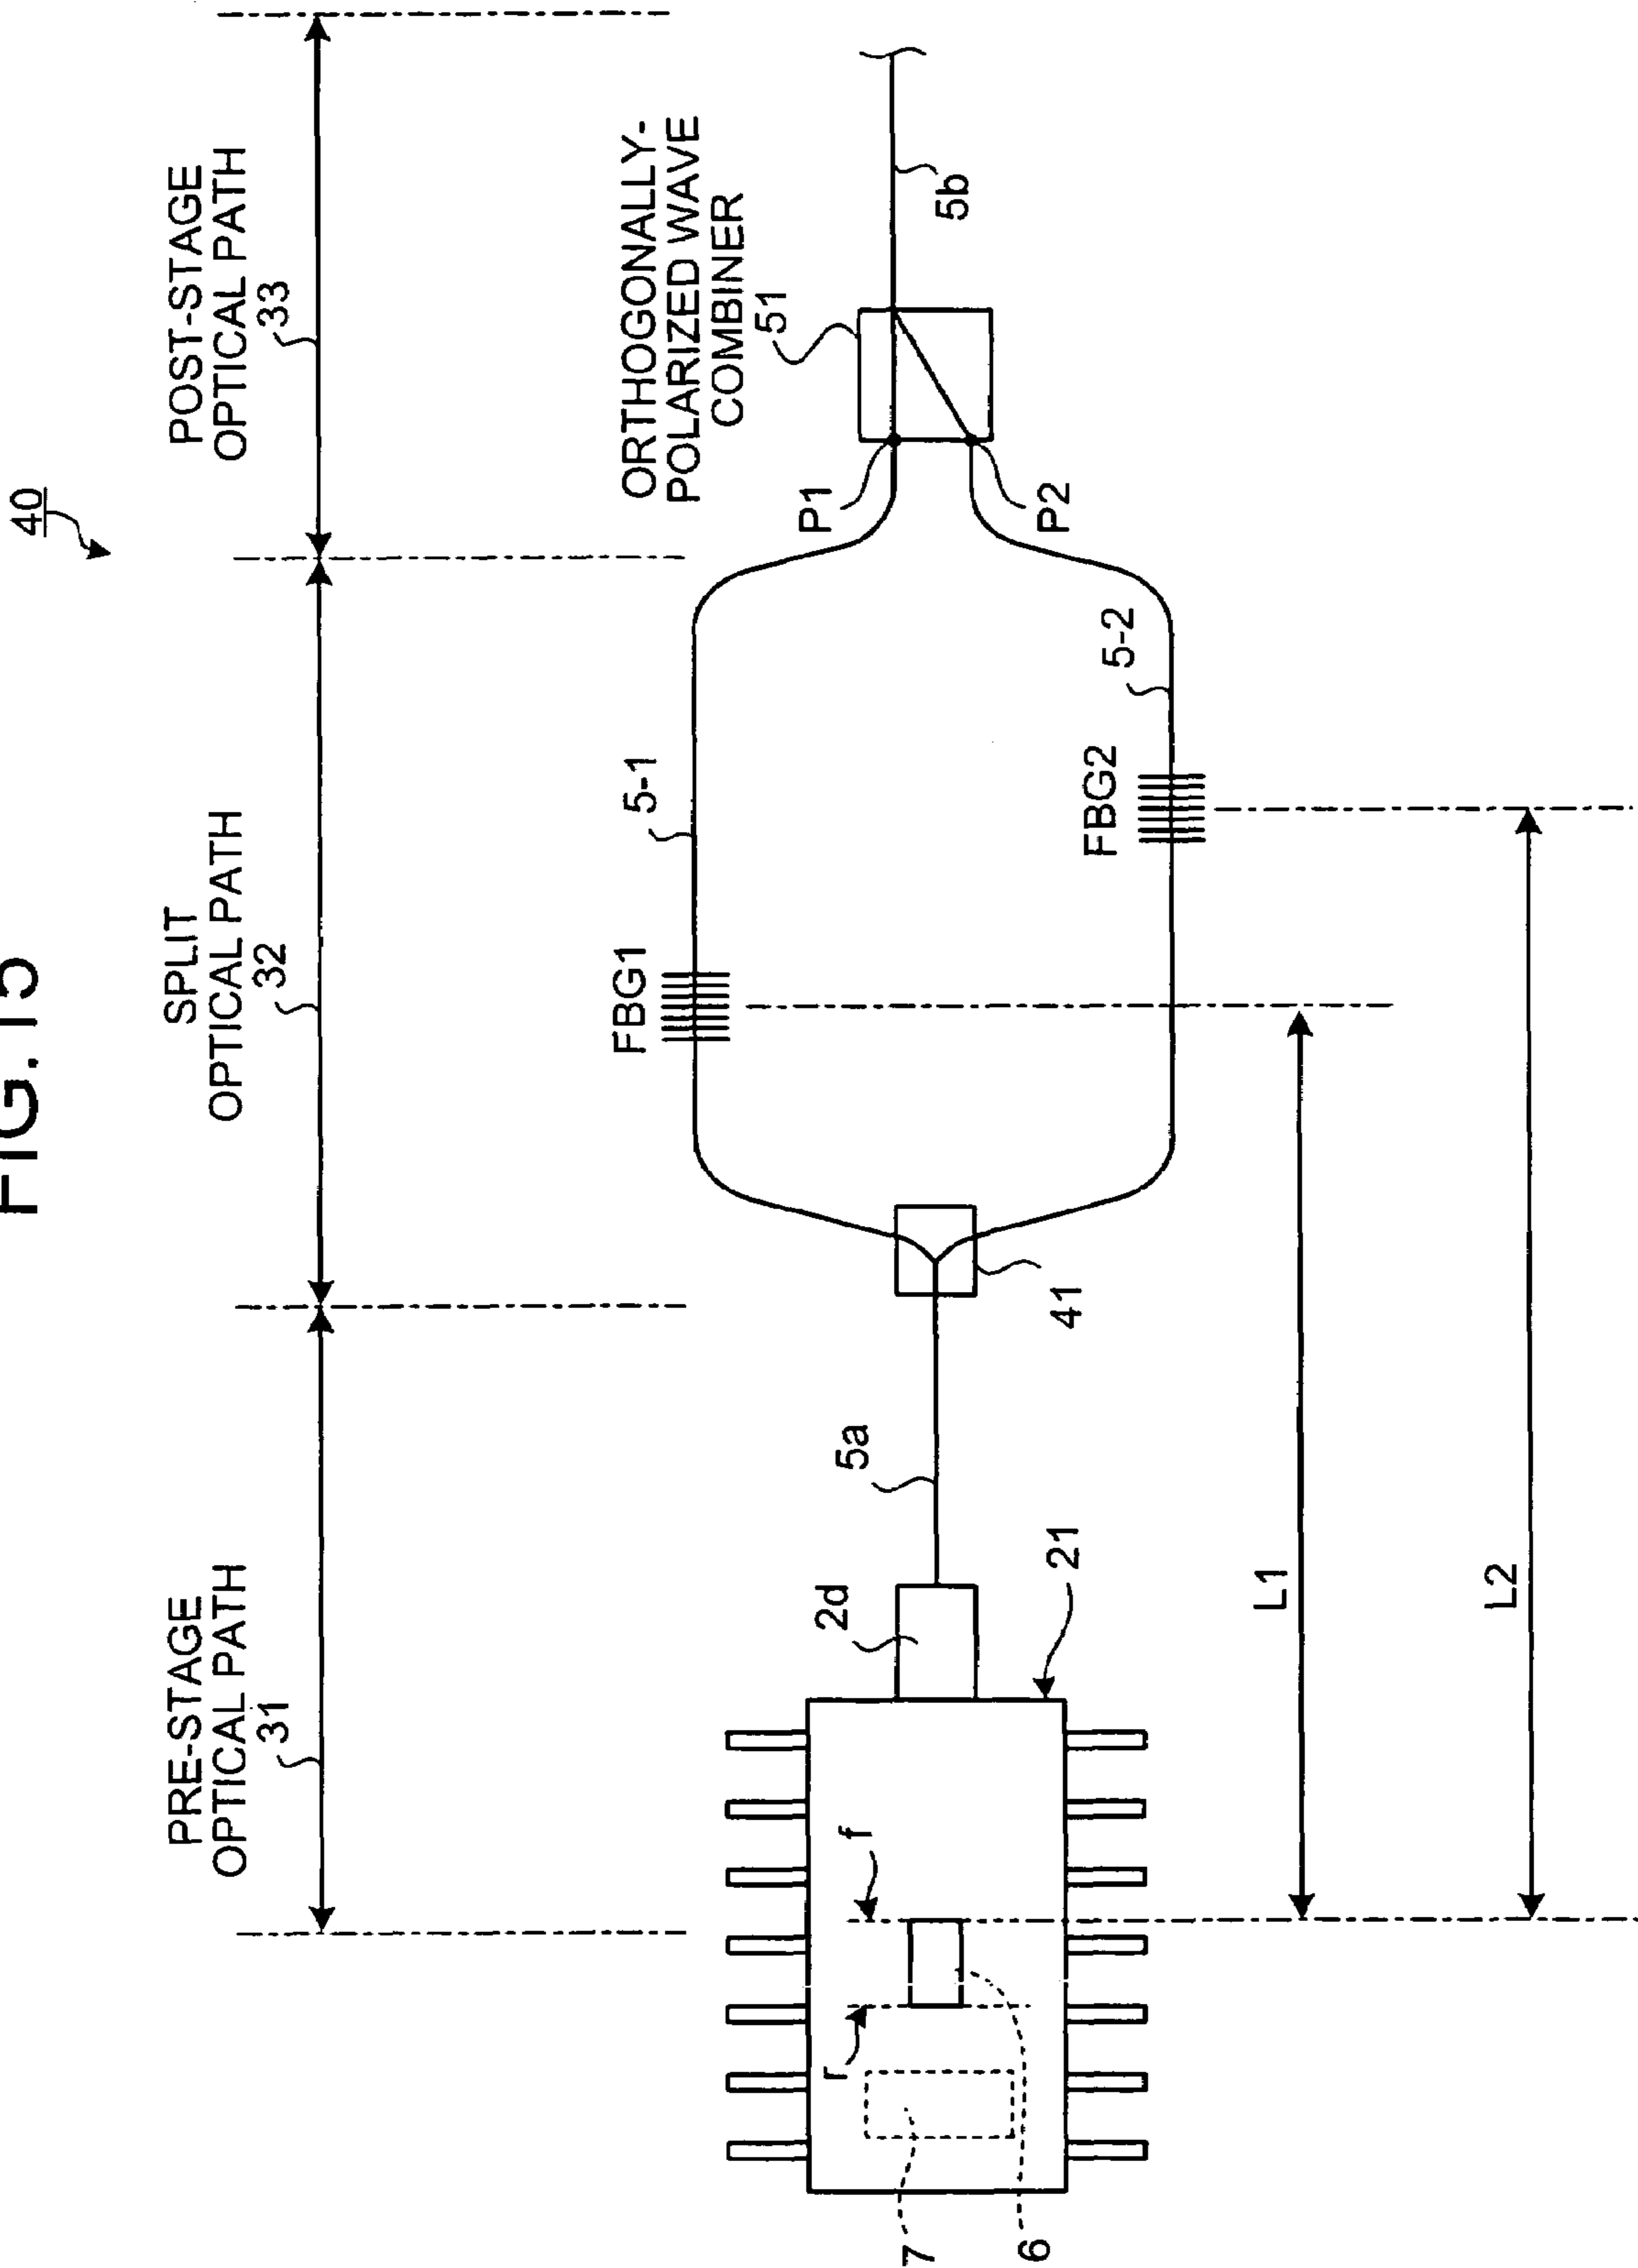 FIG.15
40
PRE-STAGE
OPTICAL PATH
31
SPLIT
OPTICAL PATH
32
POST-STAGE
OPTICAL PATH
33
ORTHOGONALLY-
POLARIZED WAVE
COMBINER
51
FBG1
5-1
P1
5b
2d
5a
r
f
7
6
21
41
FBG2
5-2
P2
L1
L2